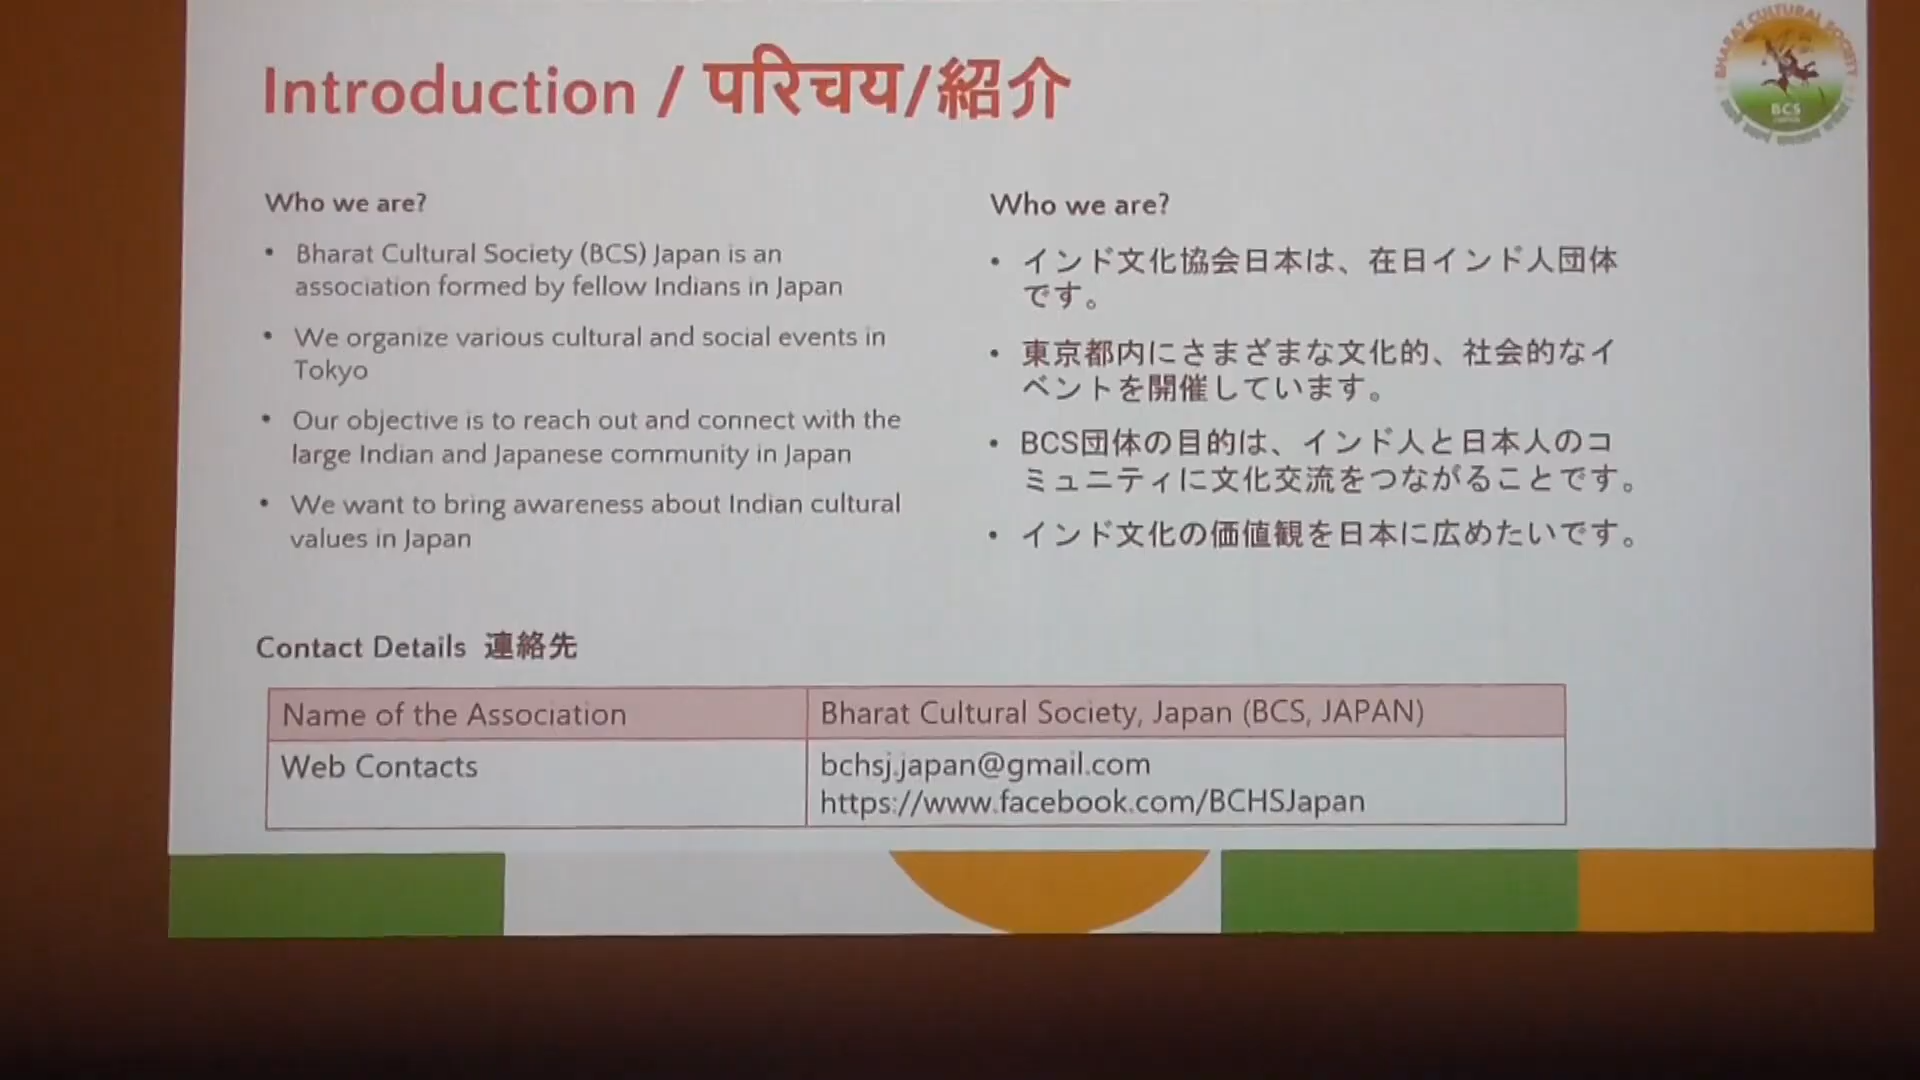 Introduction / परिचय/紹介
BHARAT CULTURAL SOCIETY
BCS
Who we are?
• Bharat Cultural Society (BCS) Japan is an
association formed by fellow Indians in Japan
• We organize various cultural and social events in
Tokyo
• Our objective is to reach out and connect with the
large Indian and Japanese community in Japan
• We want to bring awareness about Indian cultural
values in Japan
Who we are?
• インド文化協会日本は、在日インド人団体
です。
• 東京都内にさまざまな文化的、社会的なイ
ベントを開催しています。
• BCS団体の目的は、インド人と日本人のコ
ミュニティに文化交流をつながることです。
• インド文化の価値観を日本に広めたいです。
Contact Details 連絡先
Name of the Association
Bharat Cultural Society, Japan (BCS, JAPAN)
Web Contacts
bchsj.japan@gmail.com
https://www.facebook.com/BCHSJapan